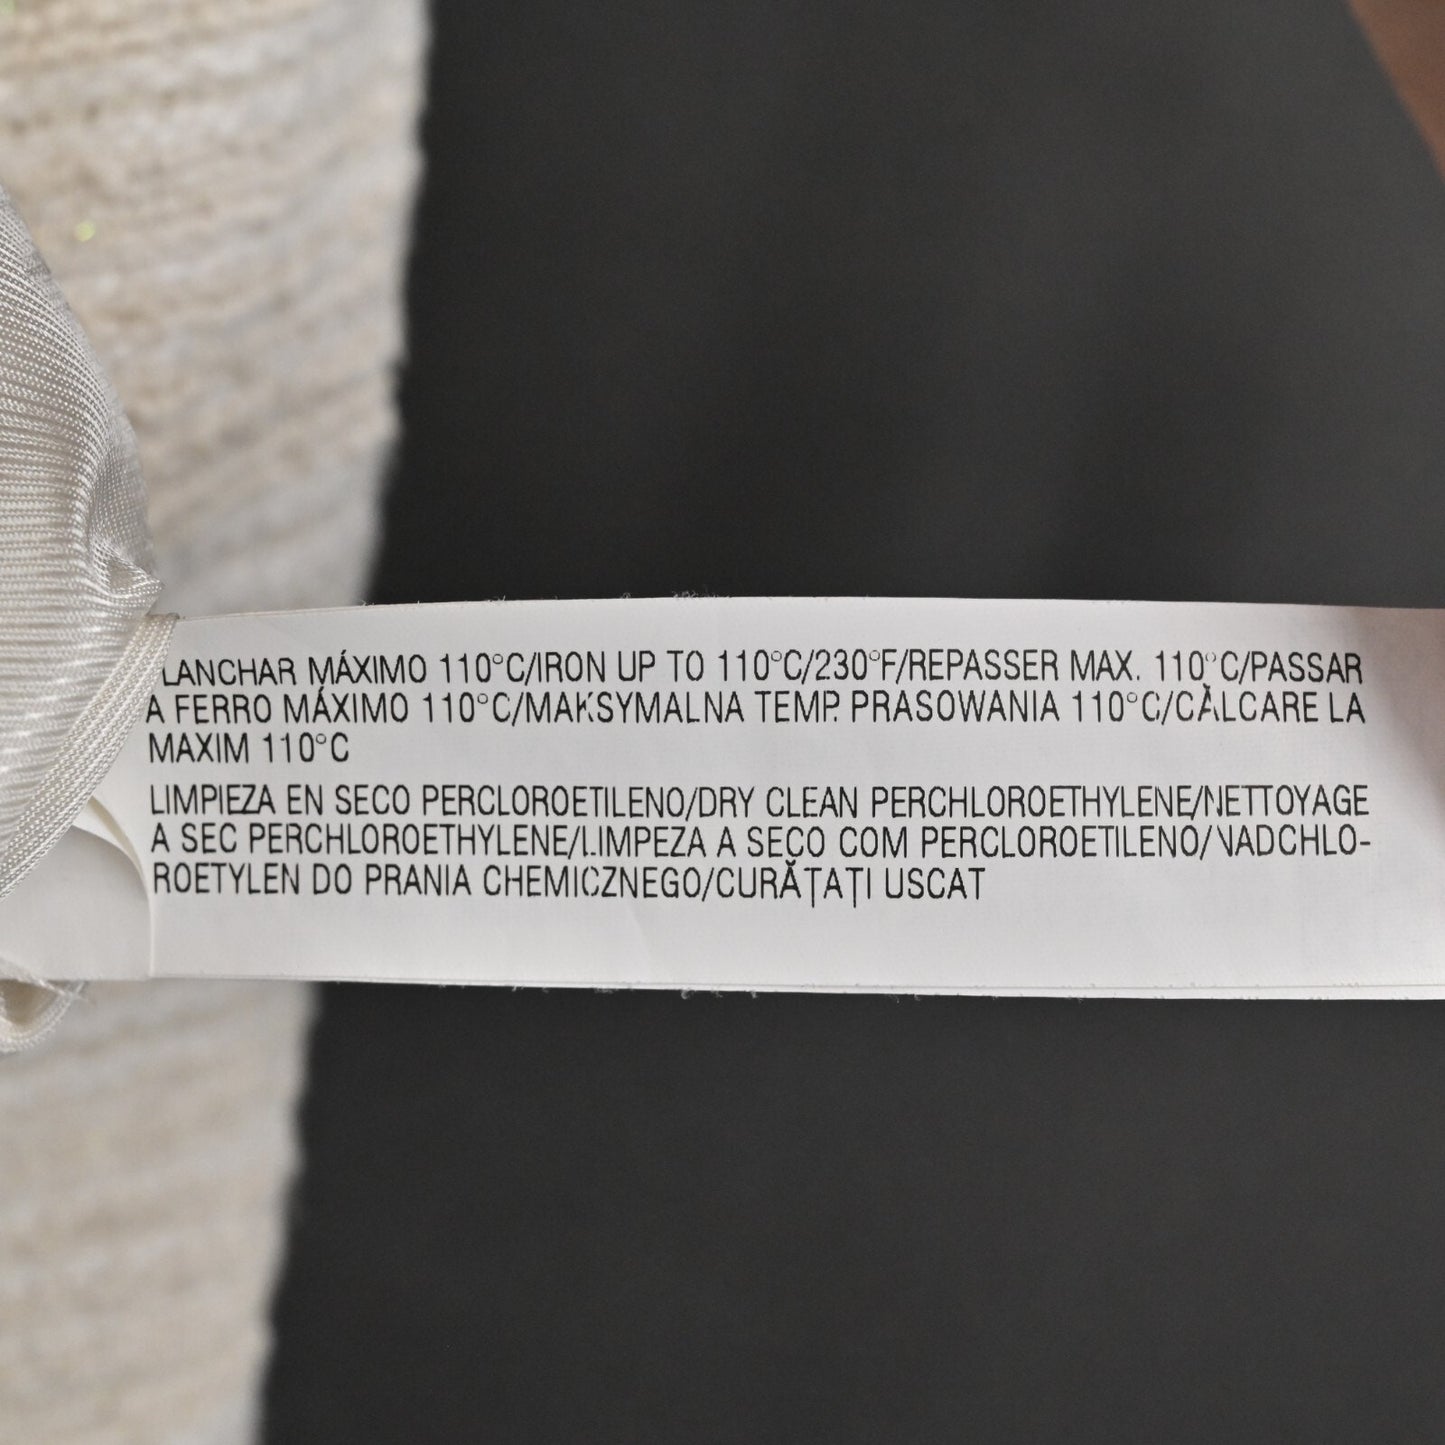 PLANCHAR MÁXIMO 110°C/IRON UP TO 110°C/230°F/REPASSER MAX. 110°C/PASSAR
A FERRO MÁXIMO 110°C/MAKSYMALNA TEMP. PRASOWANIA 110°C/CĂLCARE LA
MAXIM 110°C
LIMPIEZA EN SECO PERCLOROETILENO/DRY CLEAN PERCHLOROETHYLENE/NETTOYAGE
A SEC PERCHLOROETHYLENE/LIMPEZA A SECO COM PERCLOROETILENO/NADCHLO-
ROETYLEN DO PRANIA CHEMICZNEGO/CURĂȚAȚI USCAT